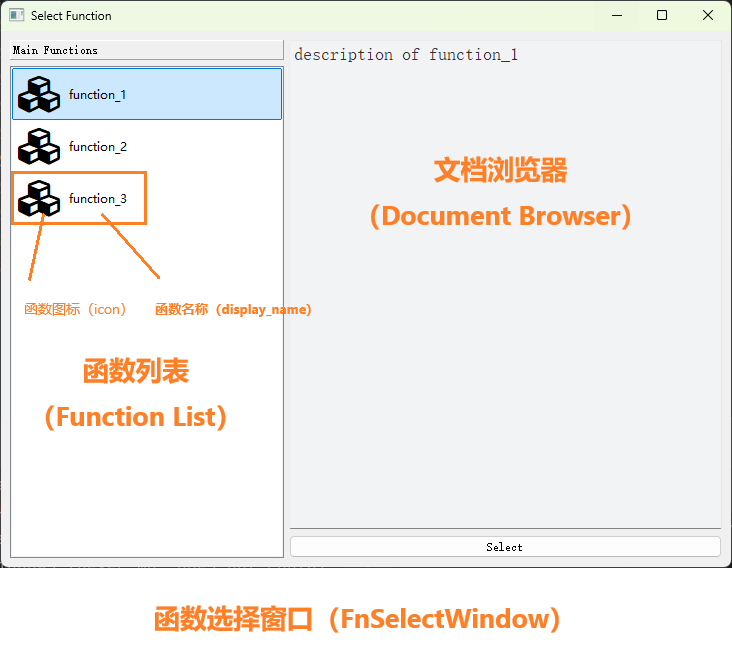 Select Function
Main Functions
description of function_1
function_1
function_2
function_3
文档浏览器
（Document Browser）
函数图标（icon）
函数名称（display_name）
函数列表
（Function List）
Select
函数选择窗口（FnSelectWindow）